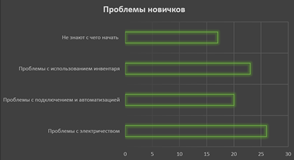 Проблемы новичков
Не знают с чего начать
Проблемы с использованием инвентаря
Проблемы с подключением и автоматизацией
Проблемы с электричеством
0 5 10 15 20 25 30